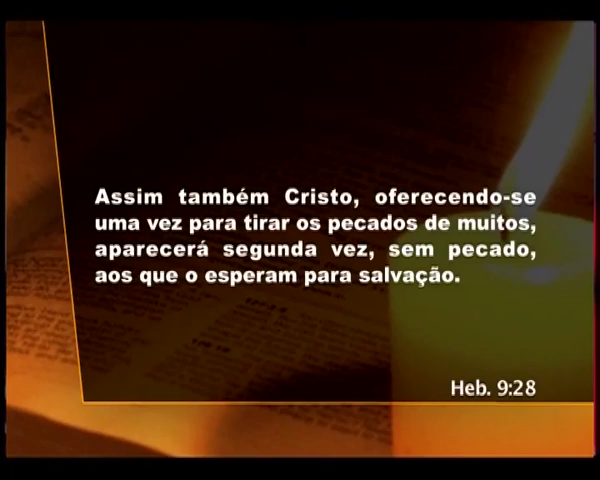 Assim também Cristo, oferecendo-se
uma vez para tirar os pecados de muitos,
aparecerá segunda vez, sem pecado,
aos que o esperam para salvação.
Heb. 9:28